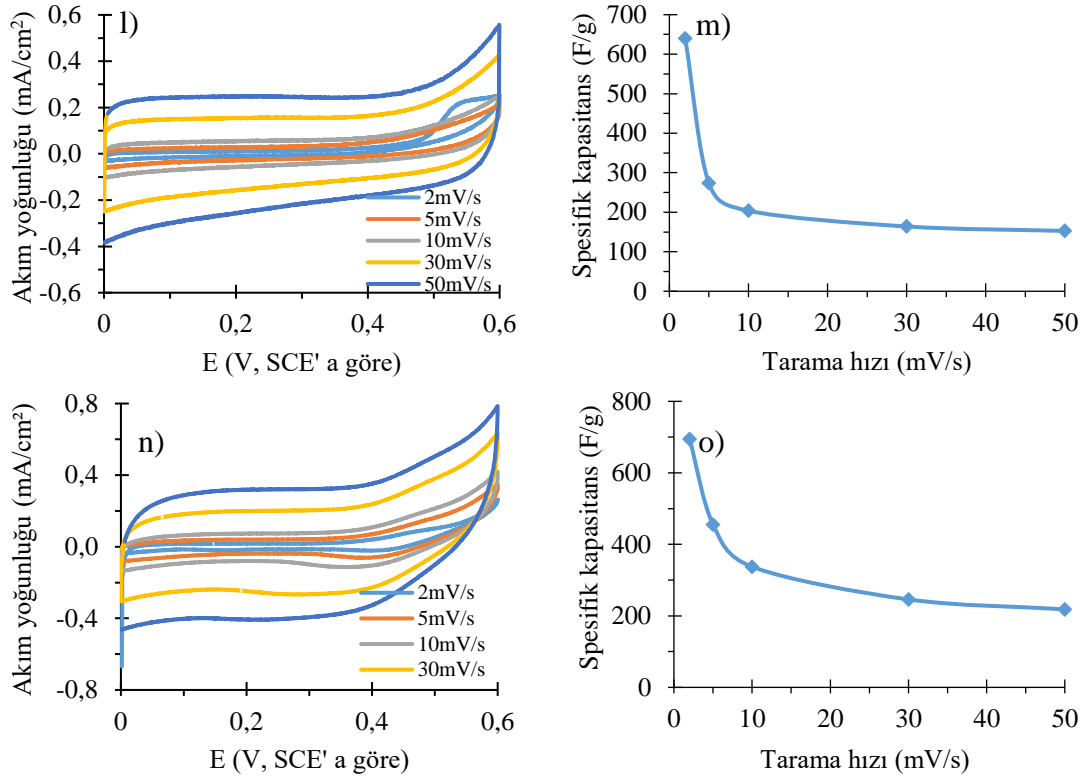 l)
Akım yoğunluğu (mA/cm²)
0,6
0,4
0,2
0,0
-0,2
-0,4
-0,6
0
0,2
0,4
0,6
E (V, SCE' a göre)
2mV/s
5mV/s
10mV/s
30mV/s
50mV/s
m)
Spesifik kapasitans (F/g)
700
600
500
400
300
200
100
0
0
10
20
30
40
50
Tarama hızı (mV/s)
n)
Akım yoğunluğu (mA/cm²)
0,8
0,4
0,0
-0,4
-0,8
0
0,2
0,4
0,6
E (V, SCE' a göre)
2mV/s
5mV/s
10mV/s
30mV/s
o)
Spesifik kapasitans (F/g)
800
600
400
200
0
0
10
20
30
40
50
Tarama hızı (mV/s)